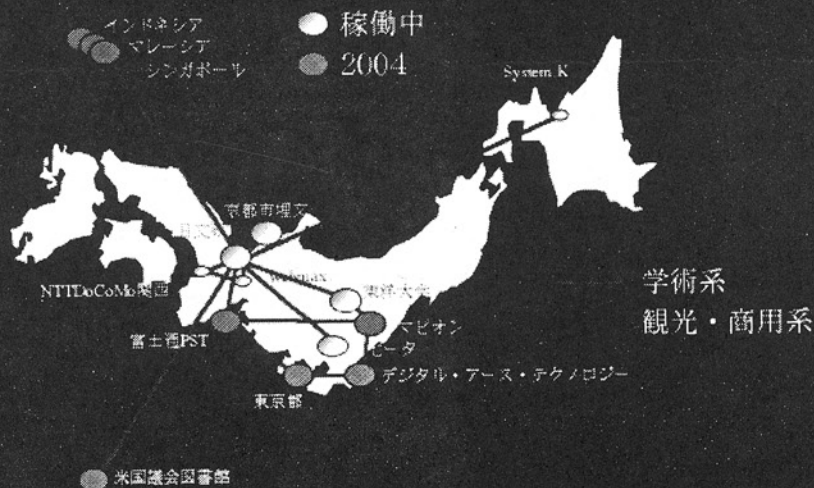 インドネシア
マレーシア
シンガポール
稼働中
2004
System K
京都市埋文
日文研
NTTDoCoMo関西
webmax
東洋大学
富士通PST
マピオン
モニタ
東京都
デジタル・アース・テクノロジー
学術系
観光・商用系
米国議会図書館